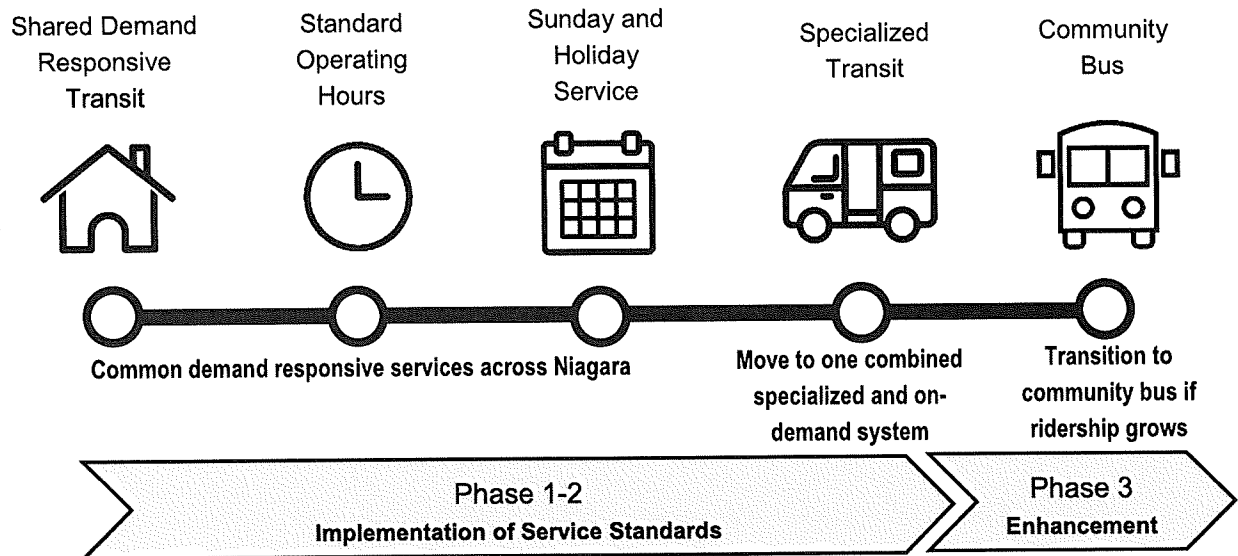 Shared Demand
Responsive
Transit
Standard
Operating
Hours
Sunday and
Holiday
Service
Specialized
Transit
Community
Bus
Common demand responsive services across Niagara
Move to one combined
specialized and on-
demand system
Transition to
community bus if
ridership grows
Phase 1-2
Implementation of Service Standards
Phase 3
Enhancement